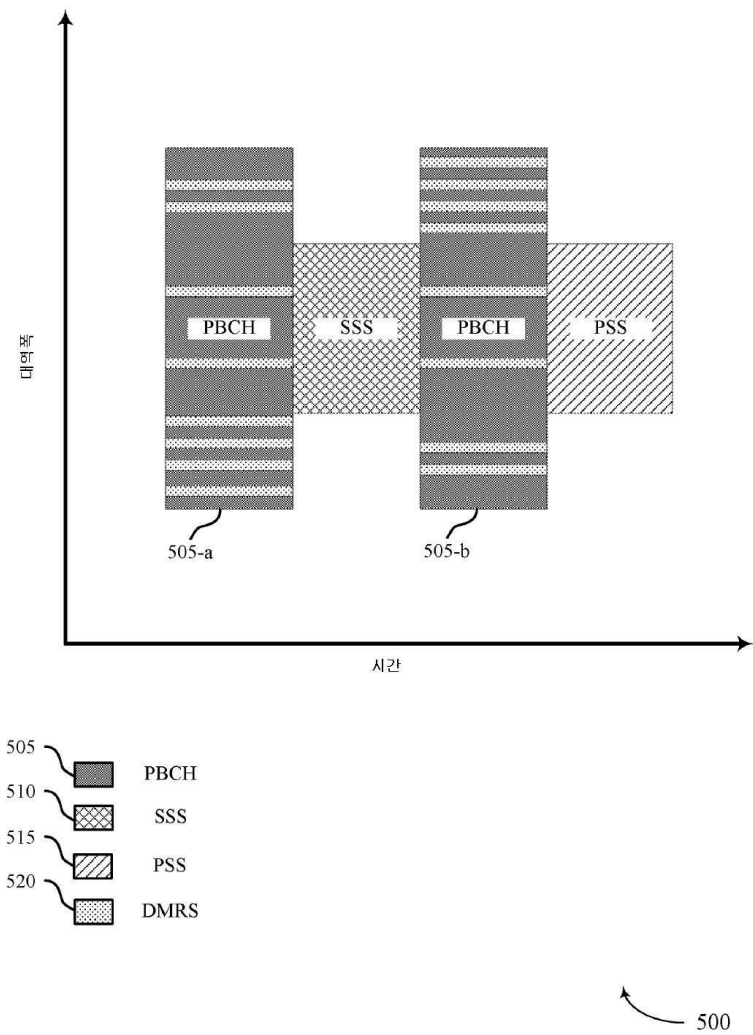 PBCH SSS PBCH PSS
대역폭
505-a 505-b
시간
505
PBCH
510
SSS
515
PSS
520
DMRS
500